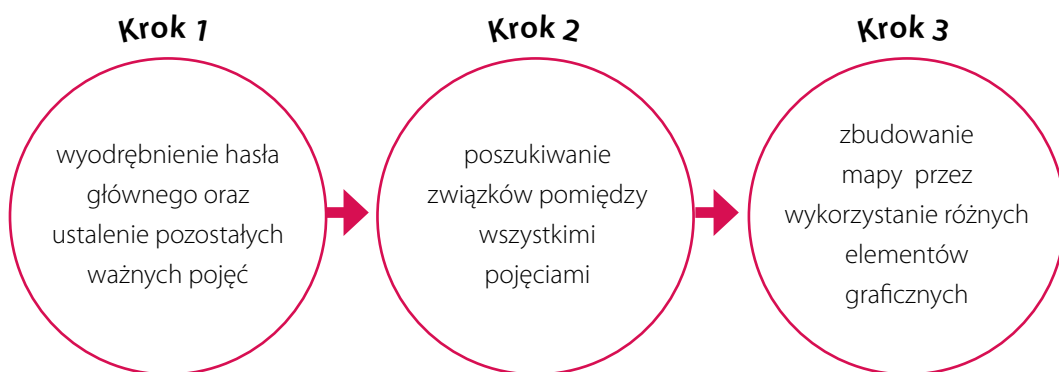 Krok 1
wyodrębnienie hasła
głównego oraz
ustalenie pozostałych
ważnych pojęć
Krok 2
poszukiwanie
związków pomiędzy
wszystkimi
pojęciami
Krok 3
zbudowanie
mapy przez
wykorzystanie różnych
elementów
graficznych